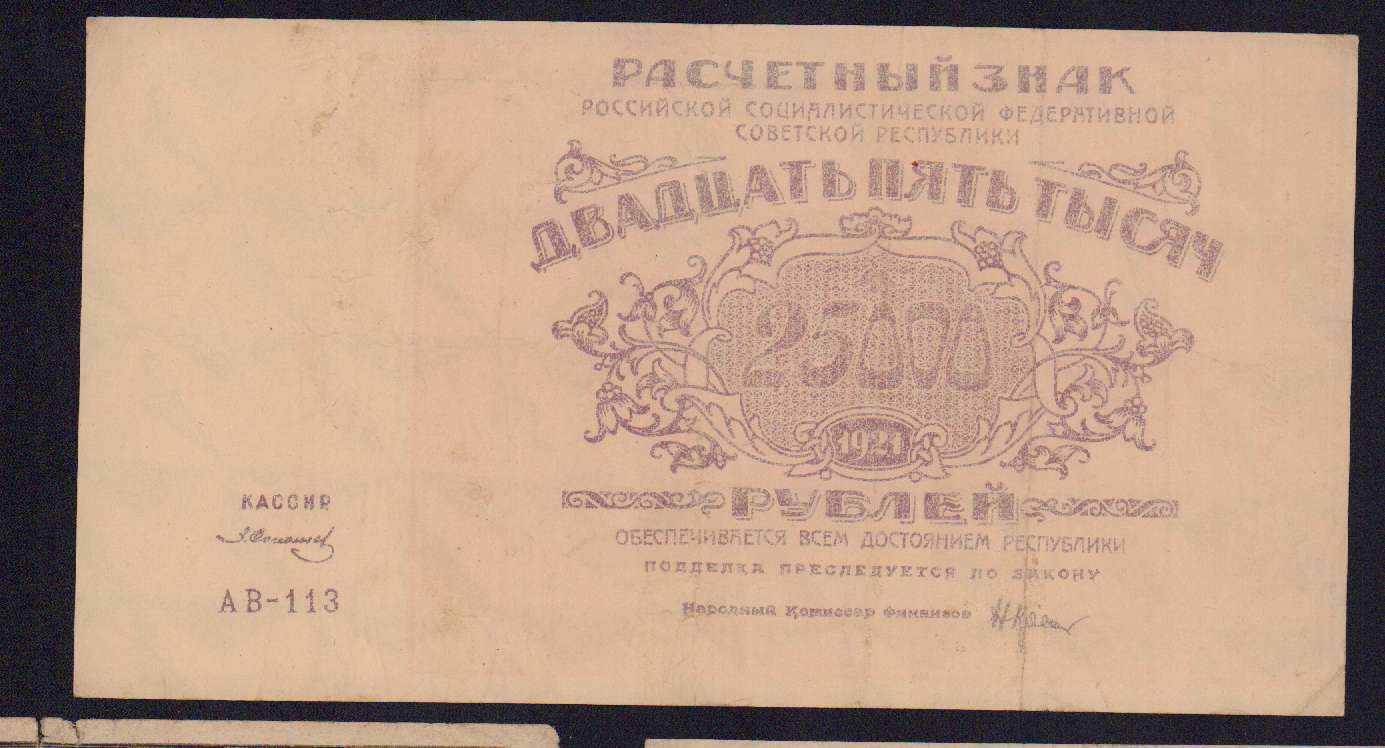 РАСЧЕТНЫЙ ЗНАК
РОССИЙСКОЙ СОЦИАЛИСТИЧЕСКОЙ ФЕДЕРАТИВНОЙ
СОВЕТСКОЙ РЕСПУБЛИКИ
ДВАДЦАТЬ ПЯТЬ ТЫСЯЧ
25000
1921
РУБЛЕЙ
ОБЕСПЕЧИВАЕТСЯ ВСЕМ ДОСТОЯНИЕМ РЕСПУБЛИКИ
ПОДДЕЛКА ПРЕСЛЕДУЕТСЯ ПО ЗАКОНУ
Народный Комиссар Финансов
КАССИР
АВ-113